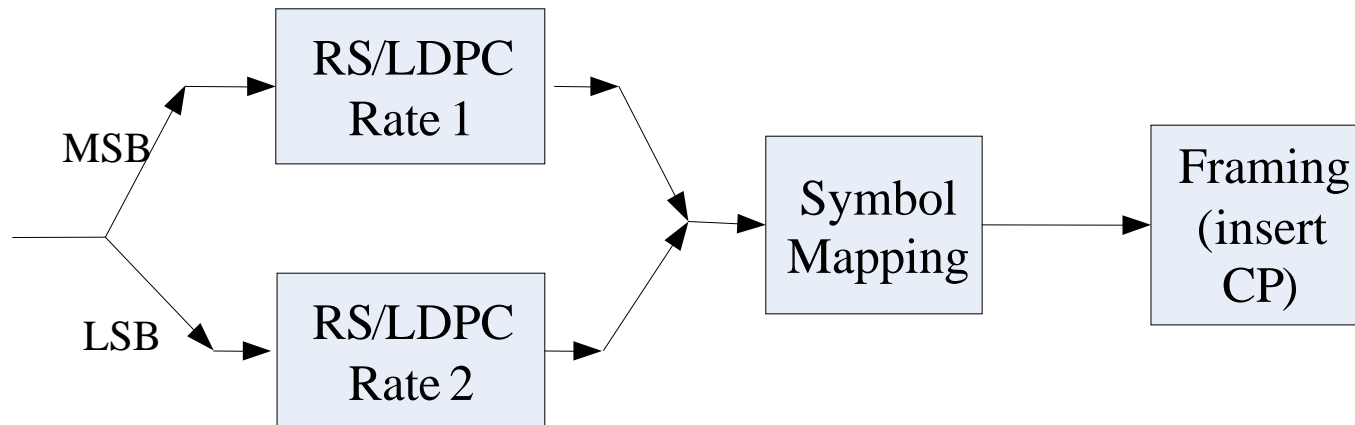 MSB
RS/LDPC
Rate 1
LSB
RS/LDPC
Rate 2
Symbol
Mapping
Framing
(insert
CP)